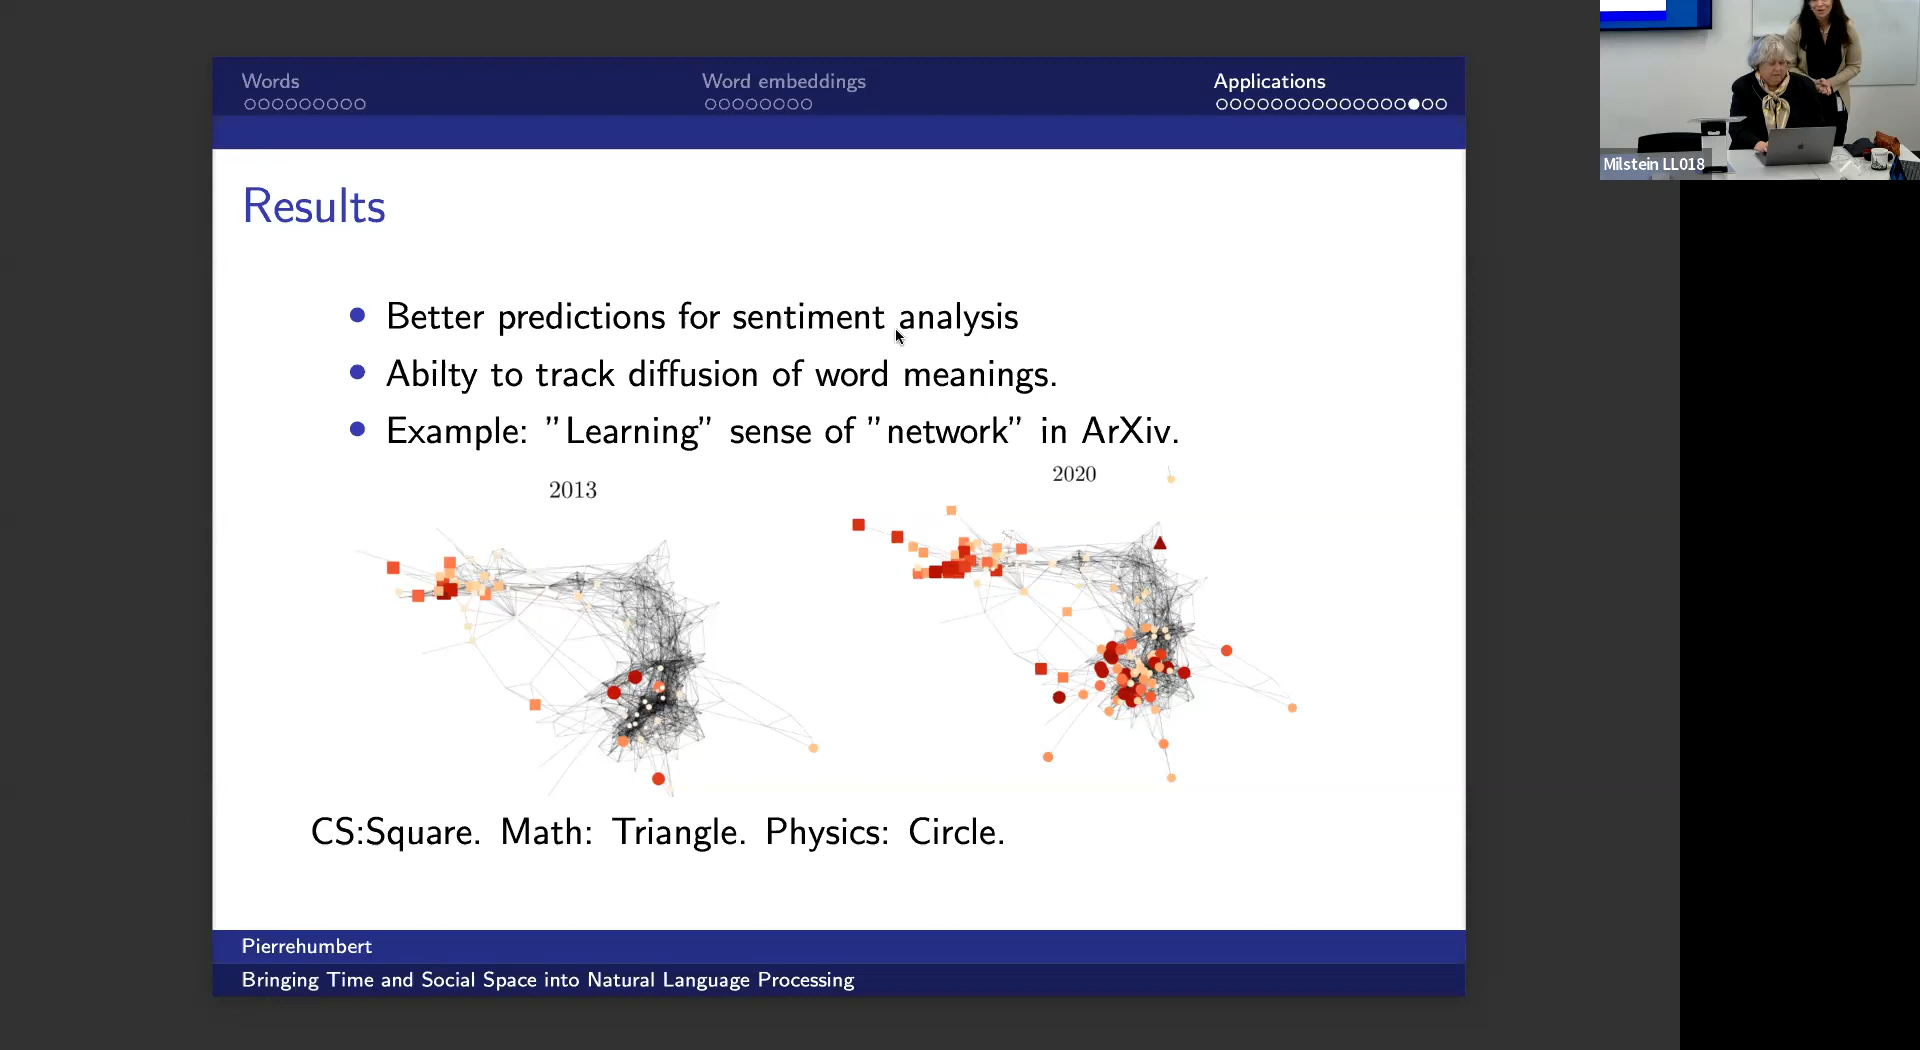 Words
Word embeddings
Applications
Results
Better predictions for sentiment analysis
Abilty to track diffusion of word meanings.
Example: ”Learning” sense of ”network” in ArXiv.
2013
2020
CS:Square. Math: Triangle. Physics: Circle.
Pierrehumbert
Bringing Time and Social Space into Natural Language Processing
Milstein LL018